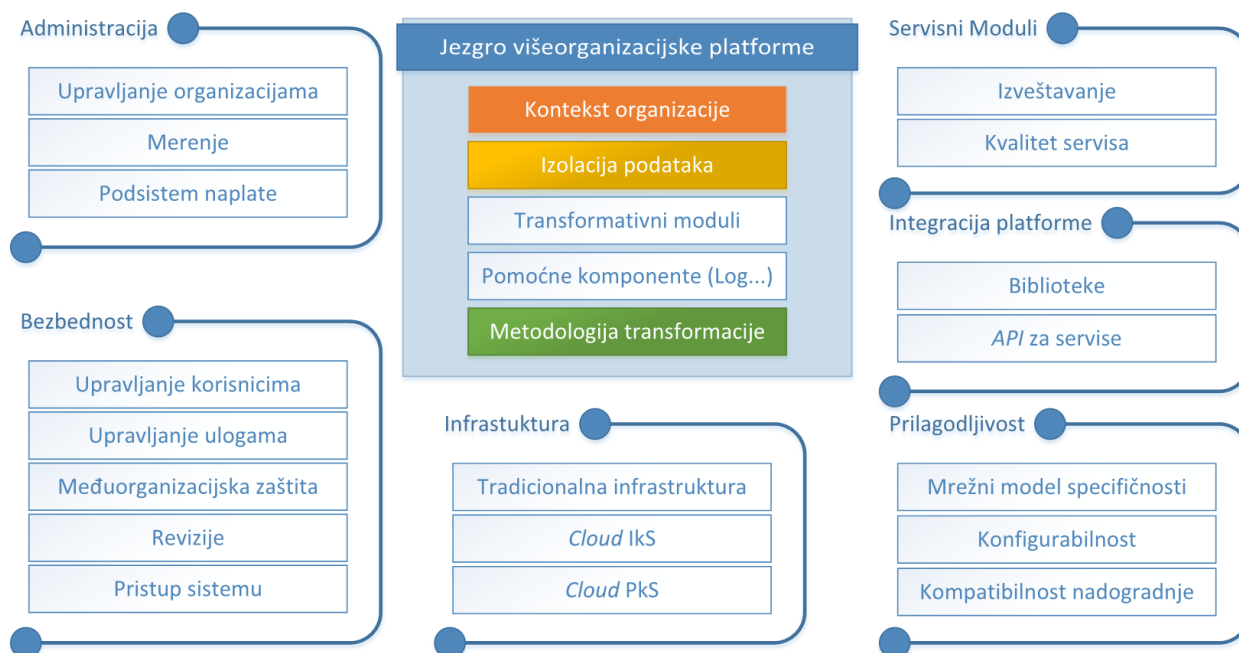 Administracija
Upravljanje organizacijama
Merenje
Podsistem naplate
Bezbednost
Upravljanje korisnicima
Upravljanje ulogama
Međuorganizacijska zaštita
Revizije
Pristup sistemu
Jezgro višeorganizacijske platforme
Kontekst organizacije
Izolacija podataka
Transformativni moduli
Pomoćne komponente (Log...)
Metodologija transformacije
Infrastuktura
Tradicionalna infrastruktura
Cloud IkS
Cloud PkS
Servisni Moduli
Izveštavanje
Kvalitet servisa
Integracija platforme
Biblioteke
API za servise
Prilagodljivost
Mrežni model specifičnosti
Konfigurabilnost
Kompatibilnost nadogradnje